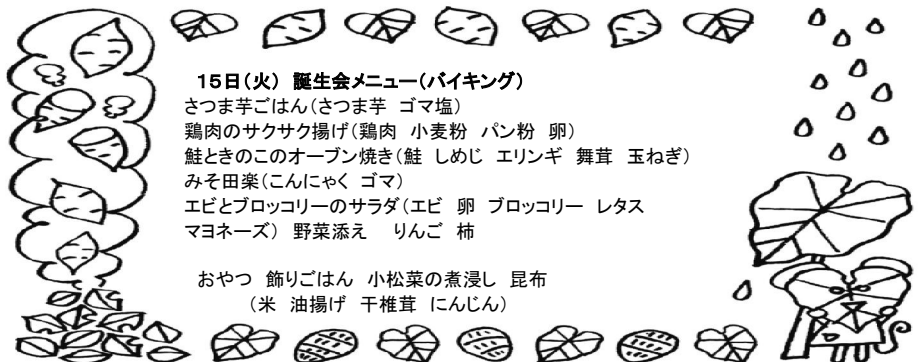 15日(火) 誕生会メニュー(バイキング)
さつま芋ごはん(さつま芋 ゴマ塩)
鶏肉のサクサク揚げ(鶏肉 小麦粉 パン粉 卵)
鮭ときのこのオーブン焼き(鮭 しめじ エリンギ 舞茸 玉ねぎ)
みそ田楽(こんにゃく ゴマ)
エビとブロッコリーのサラダ(エビ 卵 ブロッコリー レタス
マヨネーズ) 野菜添え りんご 柿
おやつ 飾りごはん 小松菜の煮浸し 昆布
(米 油揚げ 干椎茸 にんじん)